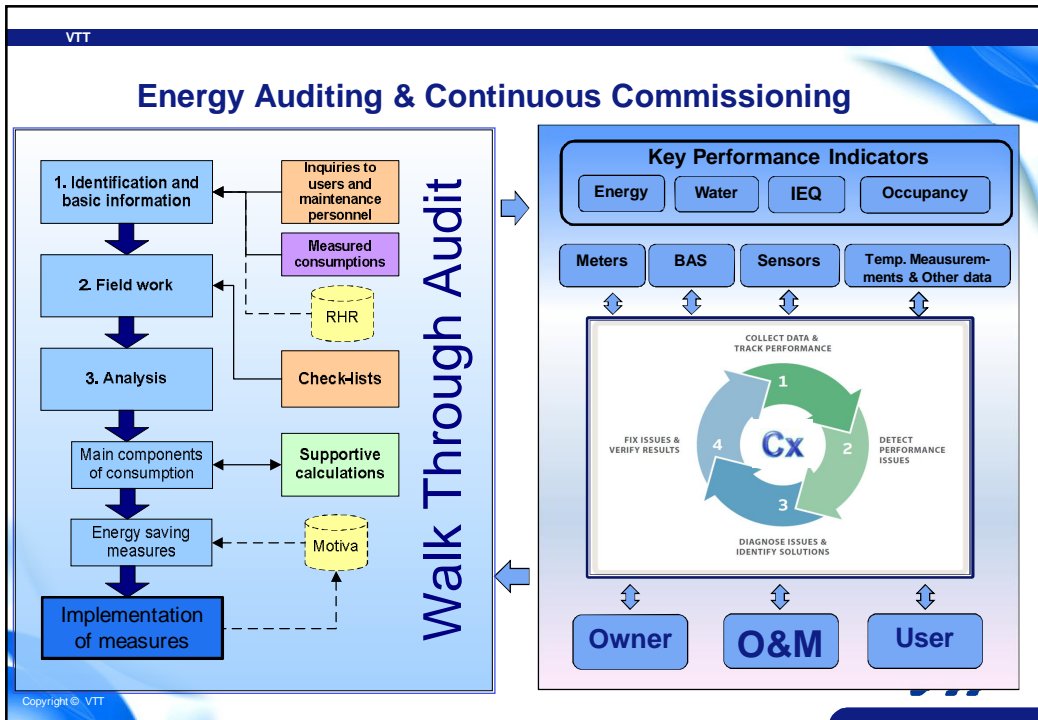 VTT
Energy Auditing & Continuous Commissioning
1. Identification and
basic information
2. Field work
3. Analysis
Main components
of consumption
Energy saving
measures
Implementation
of measures
Inquiries to
users and
maintenance
personnel
Measured
consumptions
RHR
Check-lists
Supportive
calculations
Motiva
Walk Through Audit
Key Performance Indicators
Energy
Water
IEQ
Occupancy
Meters
BAS
Sensors
Temp. Meausurem-
ments & Other data
COLLECT DATA &
TRACK PERFORMANCE
1
2
DETECT
PERFORMANCE
ISSUES
3
DIAGNOSE ISSUES &
IDENTIFY SOLUTIONS
4
FIX ISSUES &
VERIFY RESULTS
Cx
Owner
O&M
User
Copyright © VTT